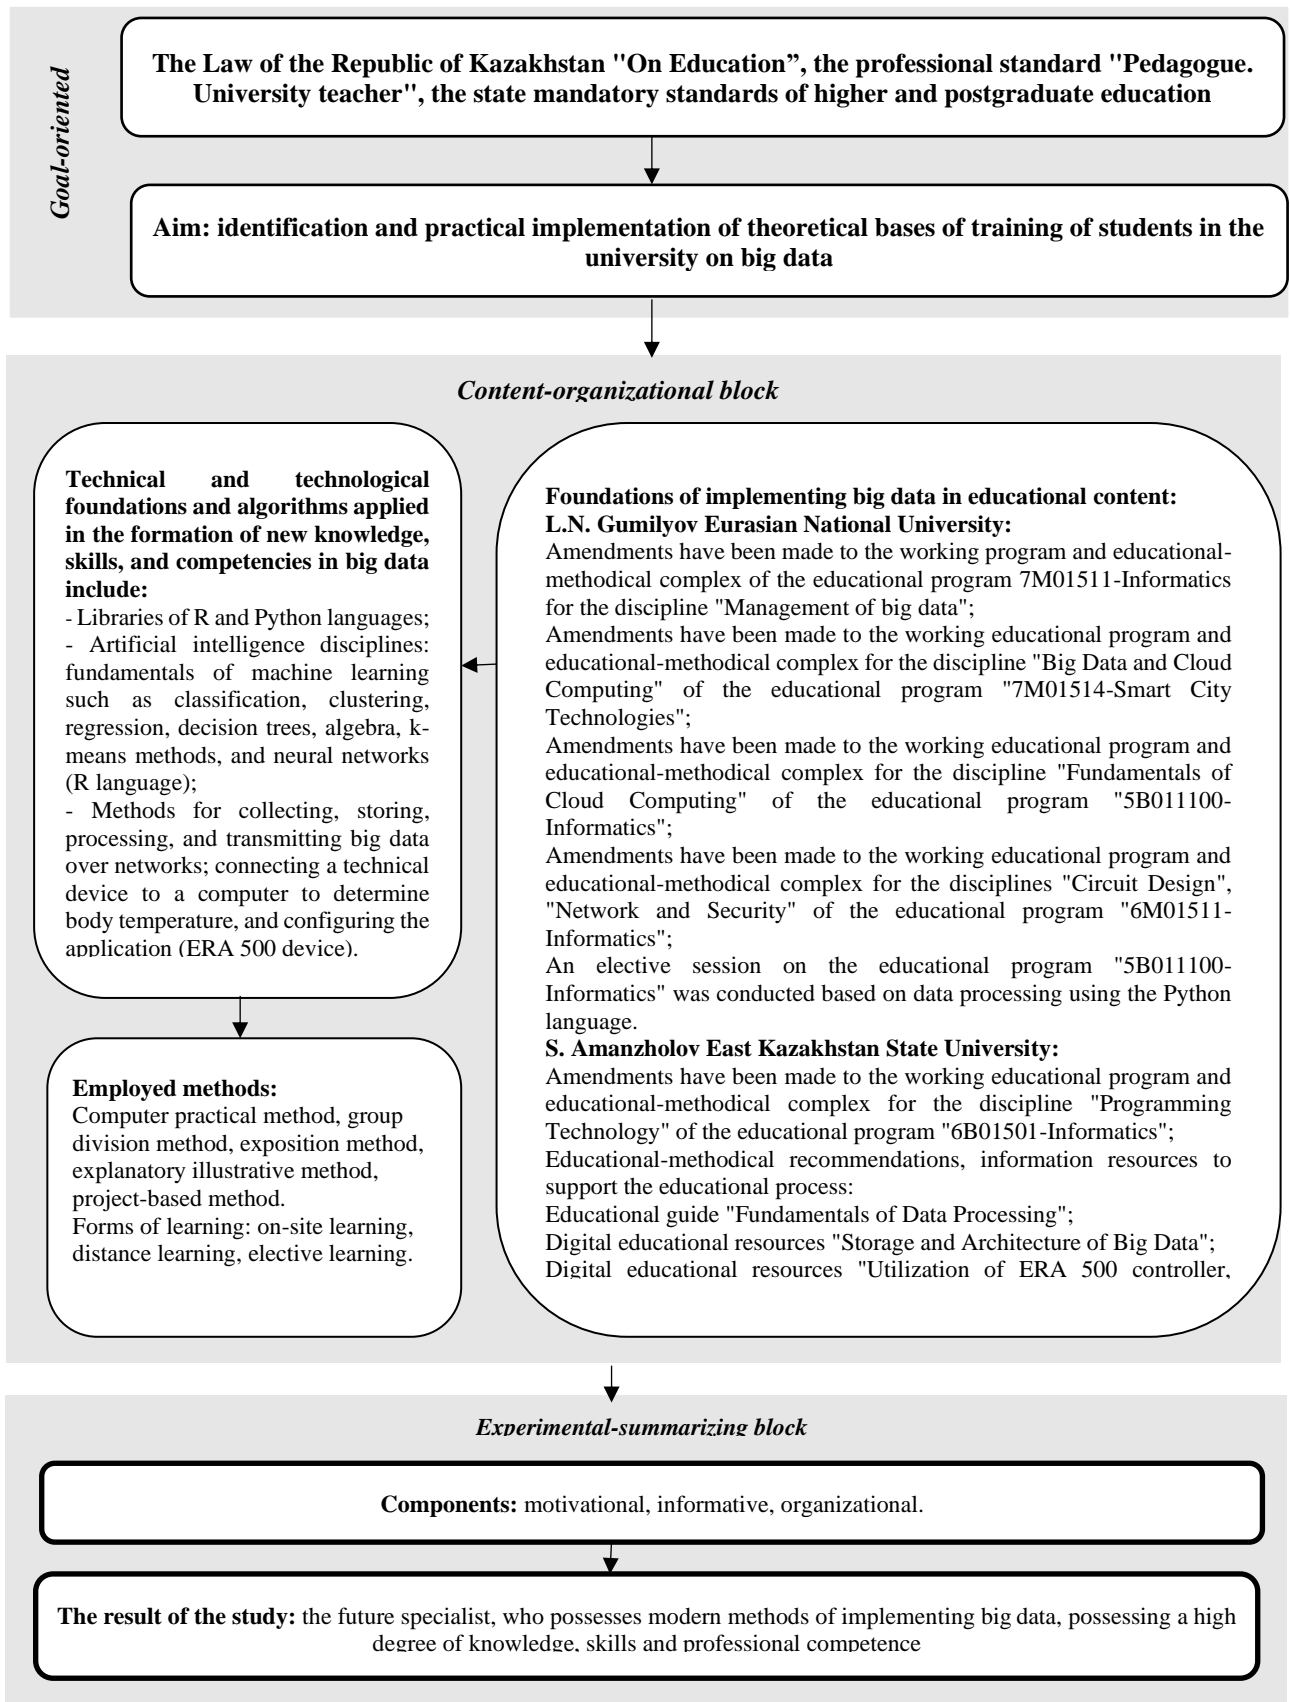 Goal-oriented
The Law of the Republic of Kazakhstan "On Education”, the professional standard "Pedagogue.
University teacher", the state mandatory standards of higher and postgraduate education
Aim: identification and practical implementation of theoretical bases of training of students in the
university on big data
Content-organizational block
Technical and technological
foundations and algorithms applied
in the formation of new knowledge,
skills, and competencies in big data
include:
- Libraries of R and Python languages;
- Artificial intelligence disciplines:
fundamentals of machine learning
such as classification, clustering,
regression, decision trees, algebra, k-
means methods, and neural networks
(R language);
- Methods for collecting, storing,
processing, and transmitting big data
over networks; connecting a technical
device to a computer to determine
body temperature, and configuring the
application (ERA 500 device).
Employed methods:
Computer practical method, group
division method, exposition method,
explanatory illustrative method,
project-based method.
Forms of learning: on-site learning,
distance learning, elective learning.
Foundations of implementing big data in educational content:
L.N. Gumilyov Eurasian National University:
Amendments have been made to the working program and educational-
methodical complex of the educational program 7M01511-Informatics
for the discipline "Management of big data";
Amendments have been made to the working educational program and
educational-methodical complex for the discipline "Big Data and Cloud
Computing" of the educational program "7M01514-Smart City
Technologies";
Amendments have been made to the working educational program and
educational-methodical complex for the discipline "Fundamentals of
Cloud Computing" of the educational program "5B011100-
Informatics";
Amendments have been made to the working educational program and
educational-methodical complex for the disciplines "Circuit Design",
"Network and Security" of the educational program "6M01511-
Informatics";
An elective session on the educational program "5B011100-
Informatics" was conducted based on data processing using the Python
language.
S. Amanzholov East Kazakhstan State University:
Amendments have been made to the working educational program and
educational-methodical complex for the discipline "Programming
Technology" of the educational program "6B01501-Informatics";
Educational-methodical recommendations, information resources to
support the educational process:
Educational guide "Fundamentals of Data Processing";
Digital educational resources "Storage and Architecture of Big Data";
Digital educational resources "Utilization of ERA 500 controller,
Experimental-summarizing block
Components: motivational, informative, organizational.
The result of the study: the future specialist, who possesses modern methods of implementing big data, possessing a high
degree of knowledge, skills and professional competence